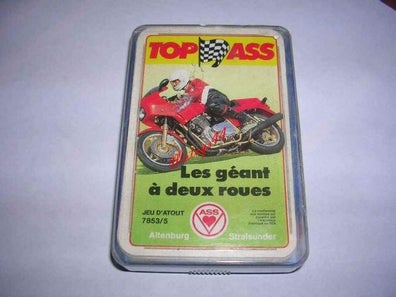 TOP ASS
Les géant
à deux roues
JEU D'ATOUT
7853/5
ASS
Altenburg Stralsunder